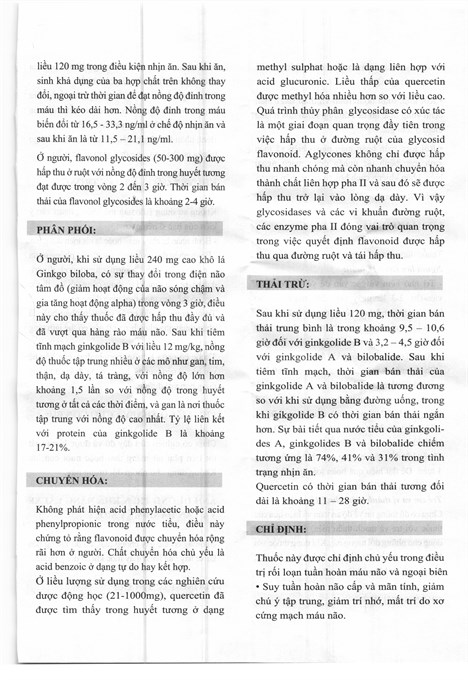 liều 120 mg trong điều kiện nhịn ăn. Sau khi ăn,
sinh khả dụng của ba hợp chất trên không thay
đổi, ngoại trừ thời gian để đạt nồng độ đỉnh trong
máu thì kéo dài hơn. Nồng độ đỉnh trong máu
biến đổi từ 16,5 - 33,3 ng/ml ở chế độ nhịn ăn và
sau khi ăn là từ 11,5 – 21,1 ng/ml.
Ở người, flavonol glycosides (50-300 mg) được
hấp thu ở ruột với nồng độ đỉnh trong huyết tương
đạt được trong vòng 2 đến 3 giờ. Thời gian bán
thải của flavonol glycosides là khoảng 2-4 giờ.
PHÂN PHỐI:
Ở người, khi sử dụng liều 240 mg cao khô lá
Ginkgo biloba, có sự thay đổi trong điện não
tâm đồ (giảm hoạt động của não sóng chậm và
gia tăng hoạt động alpha) trong vòng 3 giờ, điều
này cho thấy thuốc đã được hấp thu đầy đủ và
đã vượt qua hàng rào máu não. Sau khi tiêm
tĩnh mạch ginkgolide B với liều 12 mg/kg, nồng
độ thuốc tập trung nhiều ở các mô như gan, tim,
thận, dạ dày, tá tràng, với nồng độ lớn hơn
khoảng 1,5 lần so với nồng độ trong huyết
tương ở tất cả các thời điểm, và gan là nơi thuốc
tập trung với nồng độ cao nhất. Tỷ lệ liên kết
với protein của ginkgolide B là khoảng
17-21%.
CHUYỂN HÓA:
Không phát hiện acid phenylacetic hoặc acid
phenylpropionic trong nước tiểu, điều này
chứng tỏ rằng flavonoid được chuyển hóa rộng
rãi hơn ở người. Chất chuyển hóa chủ yếu là
acid benzoic ở dạng tự do hay kết hợp.
Ở liều lượng sử dụng trong các nghiên cứu
dược động học (21-1000mg), quercetin đã
được tìm thấy trong huyết tương ở dạng
methyl sulphat hoặc là dạng liên hợp với
acid glucuronic. Liều thấp của quercetin
được methyl hóa nhiều hơn so với liều cao.
Quá trình thủy phân glycosidase có xúc tác
là một giai đoạn quan trọng đầy tiên trong
việc hấp thu ở đường ruột của glycosid
flavonoid. Aglycones không chỉ được hấp
thu nhanh chóng mà còn nhanh chuyển hóa
thành chất liên hợp pha II và sau đó sẽ được
hấp thu trở lại vào lòng dạ dày. Vì vậy
glycosidases và các vi khuẩn đường ruột,
các enzyme pha II đóng vai trò quan trọng
trong việc quyết định flavonoid được hấp
thu qua đường ruột và tái hấp thu.
THẢI TRỪ:
Sau khi sử dụng liều 120 mg, thời gian bán
thải trung bình là trong khoảng 9,5 – 10,6
giờ đối với ginkgolide B và 3,2 – 4,5 giờ đối
với ginkgolide A và bilobalide. Sau khi
tiêm tĩnh mạch, thời gian bán thải của
ginkgolide A và bilobalide là tương đương
so với khi sử dụng bằng đường uống, trong
khi gikgolide B có thời gian bán thải ngắn
hơn. Sự bài tiết qua nước tiểu của ginkgoli-
des A, ginkgolides B và bilobalide chiếm
tương ứng là 74%, 41% và 31% trong tình
trạng nhịn ăn.
Quercetin có thời gian bán thải tương đối
dài là khoảng 11 – 28 giờ.
CHỈ ĐỊNH:
Thuốc này được chỉ định chủ yếu trong điều
trị rối loạn tuần hoàn máu não và ngoại biên
• Suy tuần hoàn não cấp và mãn tính, giảm
chú ý tập trung, giảm trí nhớ, mất trí do xơ
cứng mạch máu não.